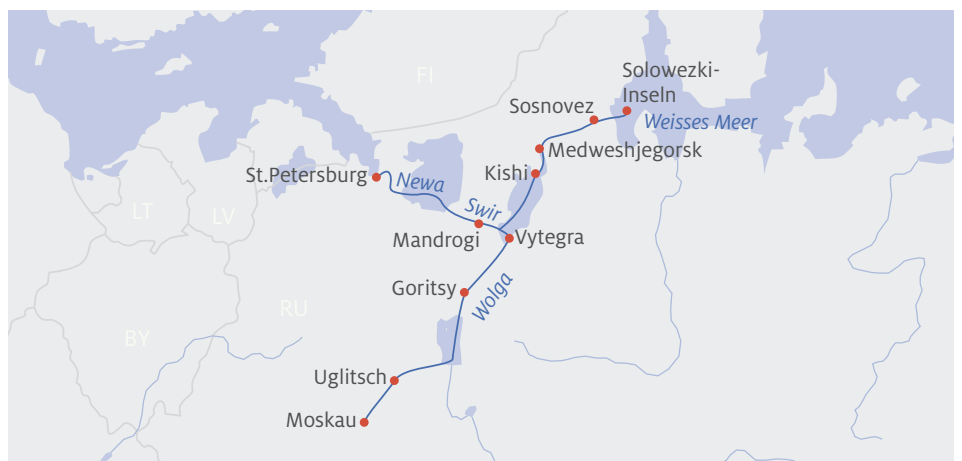 FI
Solowezki-
Inseln
Sosnovez
Weisses Meer
Medweshjegorsk
St.Petersburg
Newa
Kishi
LT
LV
Swir
Mandrogi
Vytegra
Goritsy
Wolga
RU
BY
Uglitsch
Moskau